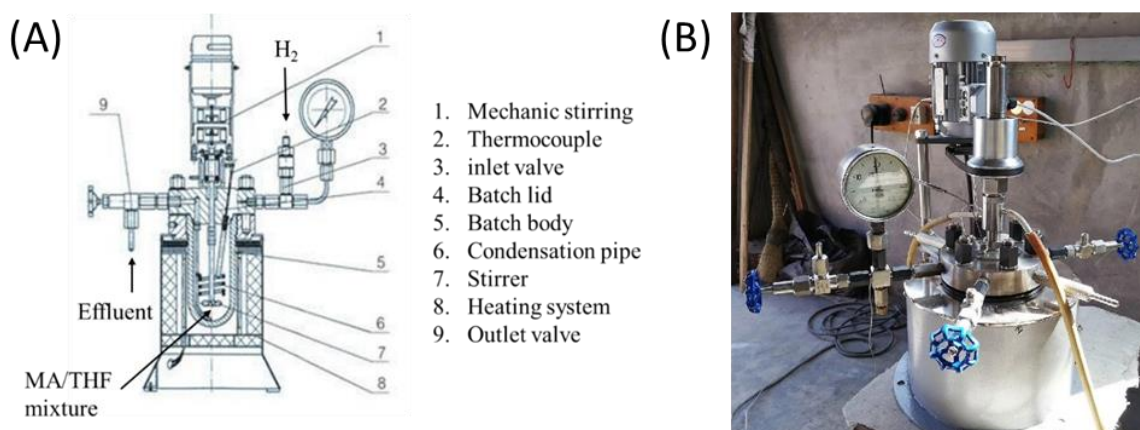 (A)
H2
1
2
3
4
5
6
7
8
9
Effluent
MA/THF
mixture
1. Mechanic stirring
2. Thermocouple
3. inlet valve
4. Batch lid
5. Batch body
6. Condensation pipe
7. Stirrer
8. Heating system
9. Outlet valve
(B)